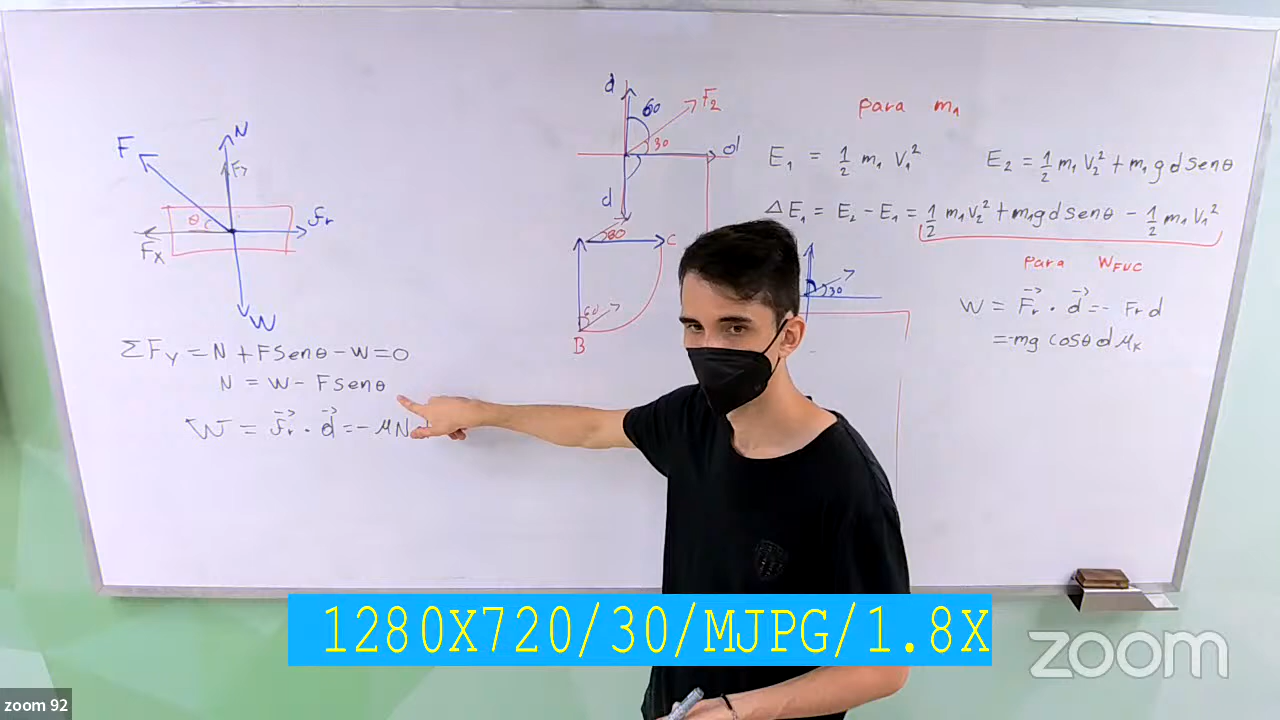 N
F
Fy
θ
fr
Fx
W
ΣFy = N + Fsenθ - W = 0
N = W - Fsenθ
W = fr · d = - μN
d
60
F2
30
d
d
60
C
60
B
30
para m1
E1 = 1/2 m1 V1²
E2 = 1/2 m1 V2² + m1 g d senθ
ΔE1 = E2 - E1 = 1/2 m1 V2² + m1 g d senθ - 1/2 m1 V1²
para WFNC
W = Fr · d = - Fr d
= -mg cosθ d μk
1280X720/30/MJPG/1.8X
zoom
zoom 92